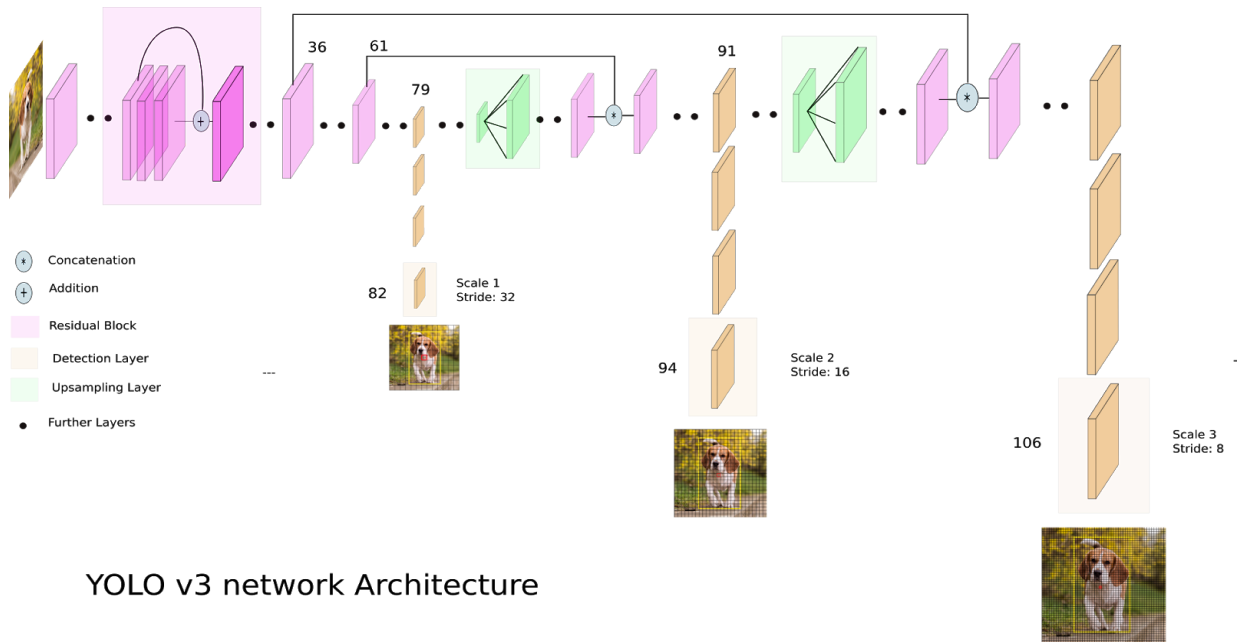 36
61
79
91
*
+
*
*
Concatenation
+
Addition
Residual Block
Detection Layer
Upsampling Layer
Further Layers
---
82
Scale 1
Stride: 32
94
Scale 2
Stride: 16
106
Scale 3
Stride: 8
-
YOLO v3 network Architecture